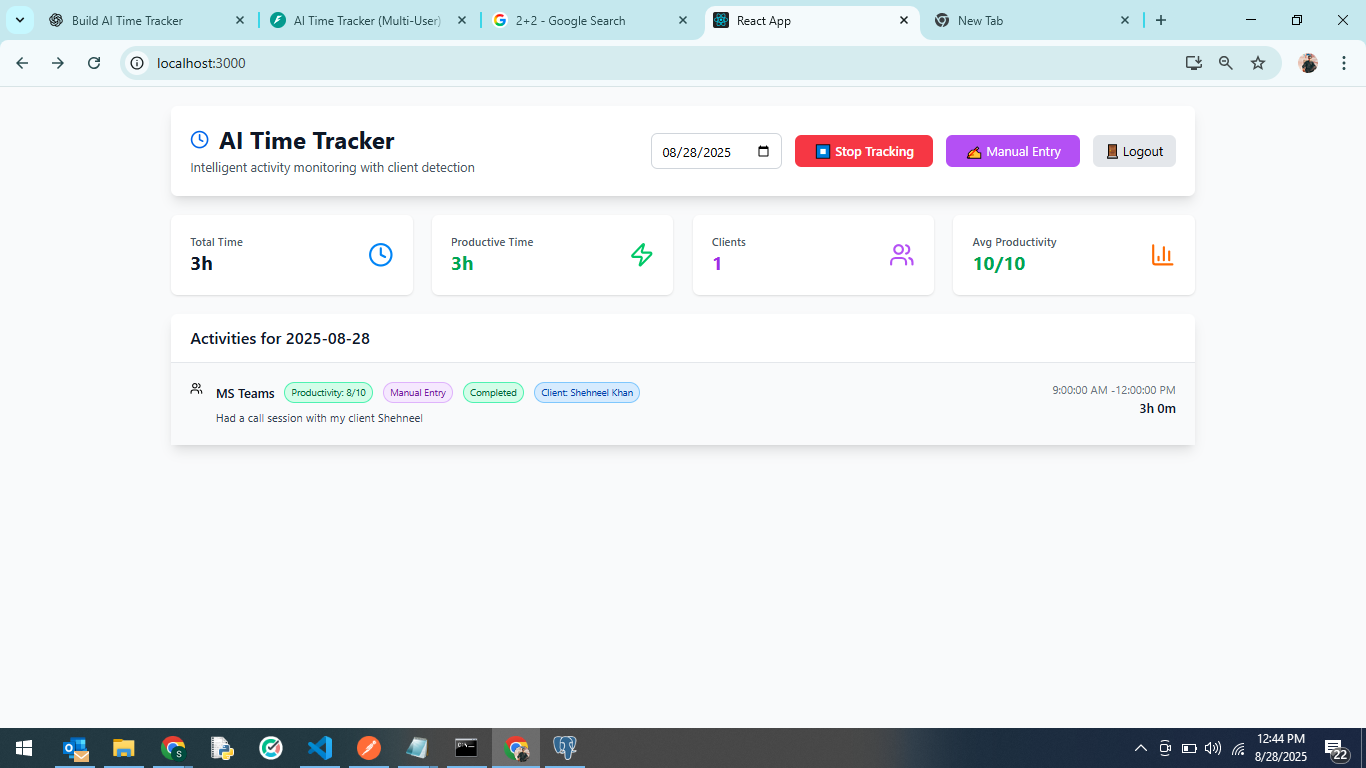 Build AI Time Tracker
AI Time Tracker (Multi-User)
2+2 - Google Search
React App
New Tab
localhost:3000
AI Time Tracker
Intelligent activity monitoring with client detection
08/28/2025
Stop Tracking
Manual Entry
Logout
Total Time
3h
Productive Time
3h
Clients
1
Avg Productivity
10/10
Activities for 2025-08-28
MS Teams Productivity: 8/10 Manual Entry Completed Client: Shehneel Khan
Had a call session with my client Shehneel
9:00:00 AM -12:00:00 PM
3h 0m
12:44 PM
8/28/2025
22